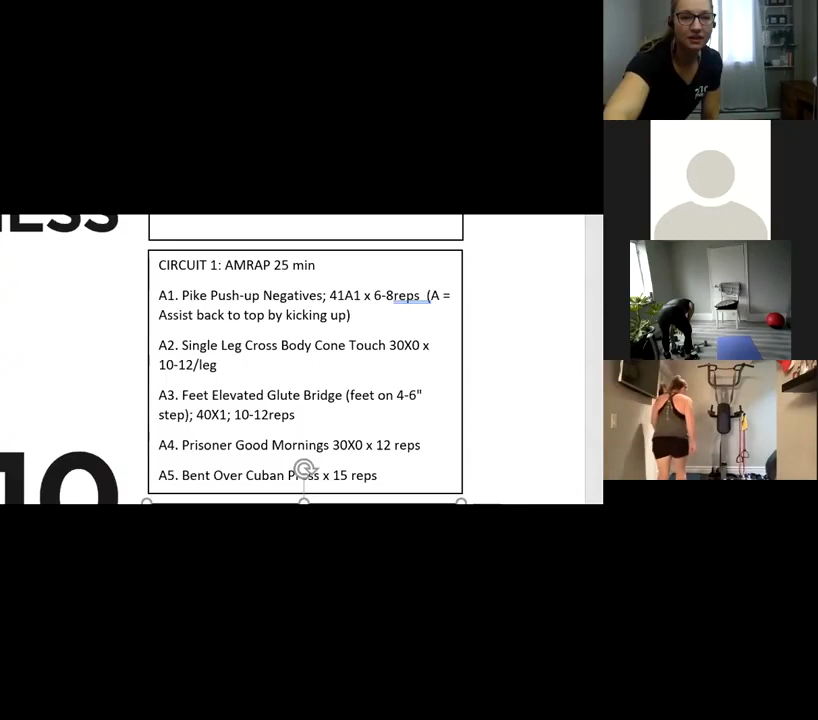 NESS
CIRCUIT 1: AMRAP 25 min
A1. Pike Push-up Negatives; 41A1 x 6-8reps (A =
Assist back to top by kicking up)
A2. Single Leg Cross Body Cone Touch 30X0 x
10-12/leg
A3. Feet Elevated Glute Bridge (feet on 4-6"
step); 40X1; 10-12reps
A4. Prisoner Good Mornings 30X0 x 12 reps
A5. Bent Over Cuban Press x 15 reps
10